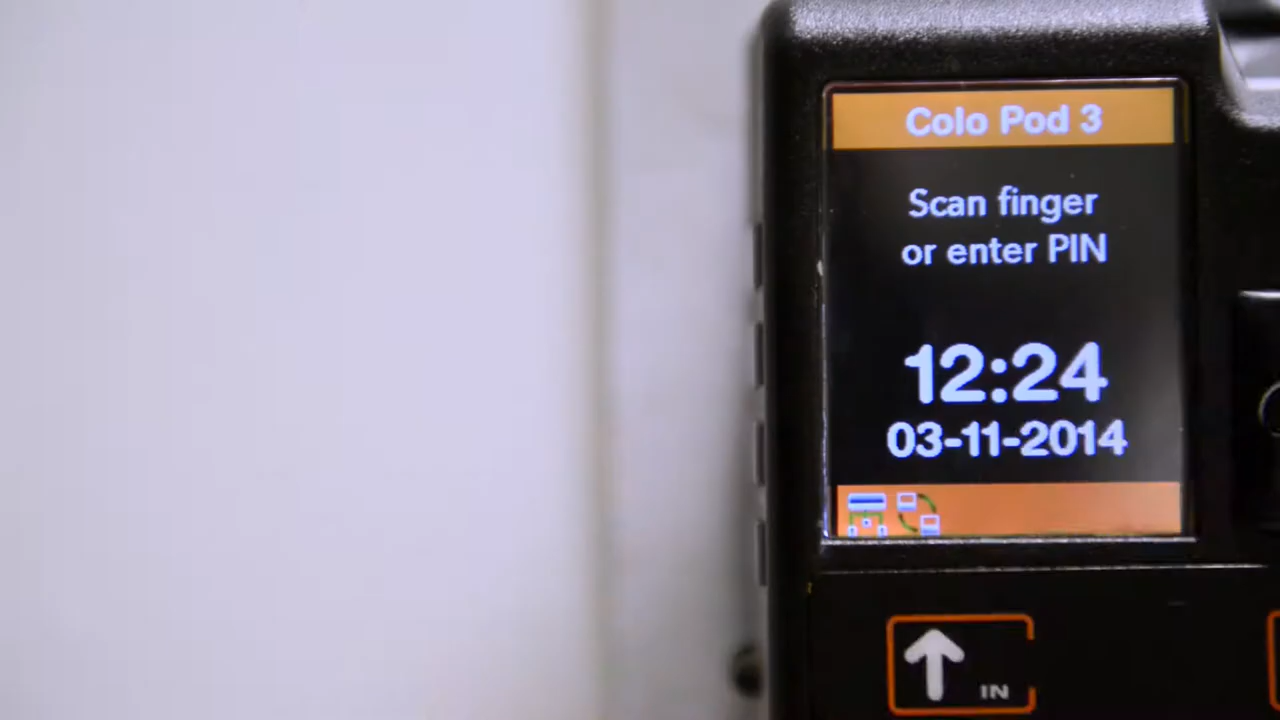 Colo Pod 3
Scan finger
or enter PIN
12:24
03-11-2014
IN